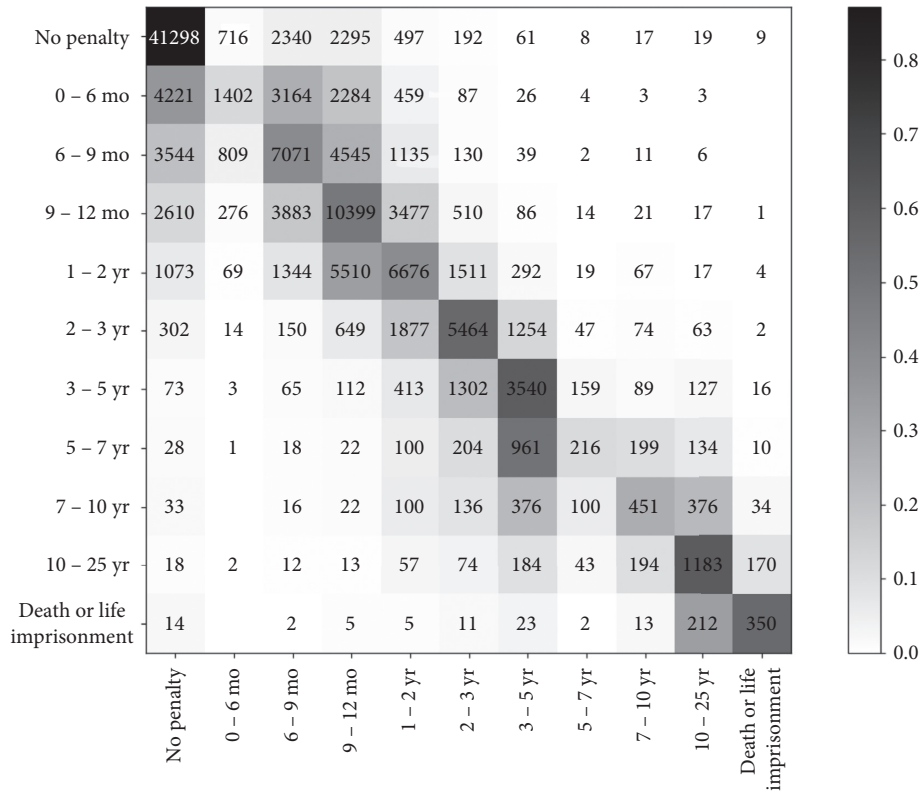 No penalty 41298 716 2340 2295 497 192 61 8 17 19 9
0 – 6 mo 4221 1402 3164 2284 459 87 26 4 3 3
6 – 9 mo 3544 809 7071 4545 1135 130 39 2 11 6
9 – 12 mo 2610 276 3883 10399 3477 510 86 14 21 17 1
1 – 2 yr 1073 69 1344 5510 6676 1511 292 19 67 17 4
2 – 3 yr 302 14 150 649 1877 5464 1254 47 74 63 2
3 – 5 yr 73 3 65 112 413 1302 3540 159 89 127 16
5 – 7 yr 28 1 18 22 100 204 961 216 199 134 10
7 – 10 yr 33 16 22 100 136 376 100 451 376 34
10 – 25 yr 18 2 12 13 57 74 184 43 194 1183 170
Death or life
imprisonment 14 2 5 5 11 23 2 13 212 350
No penalty
0 – 6 mo
6 – 9 mo
9 – 12 mo
1 – 2 yr
2 – 3 yr
3 – 5 yr
5 – 7 yr
7 – 10 yr
10 – 25 yr
Death or life
imprisonment
0.8
0.7
0.6
0.5
0.4
0.3
0.2
0.1
0.0